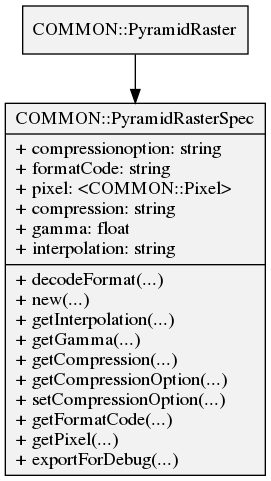 COMMON::PyramidRaster
COMMON::PyramidRasterSpec
+ compressionoption: string
+ formatCode: string
+ pixel: <COMMON::Pixel>
+ compression: string
+ gamma: float
+ interpolation: string
+ decodeFormat(...)
+ new(...)
+ getInterpolation(...)
+ getGamma(...)
+ getCompression(...)
+ getCompressionOption(...)
+ setCompressionOption(...)
+ getFormatCode(...)
+ getPixel(...)
+ exportForDebug(...)